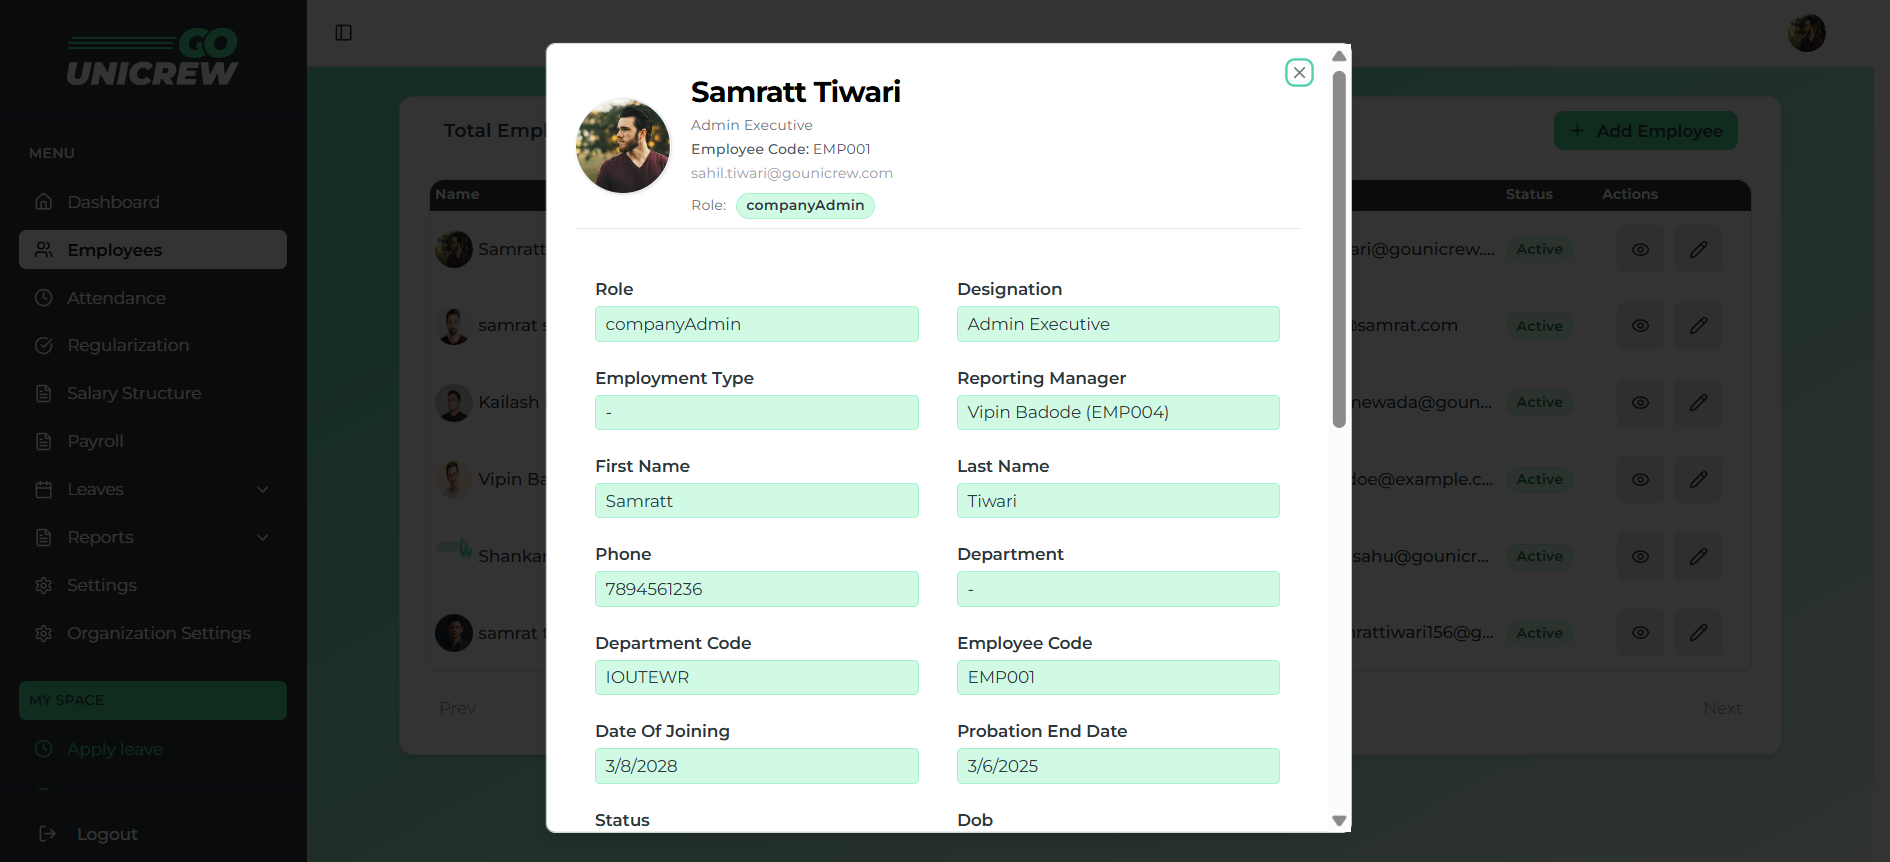 GO
UNICREW
MENU
Dashboard
Employees
Attendance
Regularization
Salary Structure
Payroll
Leaves
Reports
Settings
Organization Settings
MY SPACE
Apply leave
Logout
Total Emp
Add Employee
Name
Status
Actions
Samratt
ari@gounicrew....
Active
samrat s
@samrat.com
Active
Kailash
mewada@goun...
Active
Vipin Ba
doe@example.c...
Active
Shankar
sahu@gounicr...
Active
samrat t
rattiwari156@g...
Active
Prev
Next
Samratt Tiwari
Admin Executive
Employee Code: EMP001
sahil.tiwari@gounicrew.com
Role: companyAdmin
Role
companyAdmin
Designation
Admin Executive
Employment Type
-
Reporting Manager
Vipin Badode (EMP004)
First Name
Samratt
Last Name
Tiwari
Phone
7894561236
Department
-
Department Code
IOUTEWR
Employee Code
EMP001
Date Of Joining
3/8/2028
Probation End Date
3/6/2025
Status
Dob